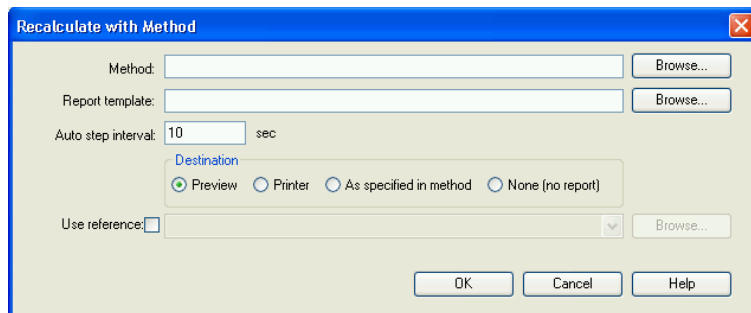 Recalculate with Method
Method: Browse...
Report template: Browse...
Auto step interval: 10 sec
Destination
Preview Printer As specified in method None (no report)
Use reference: Browse...
OK Cancel Help